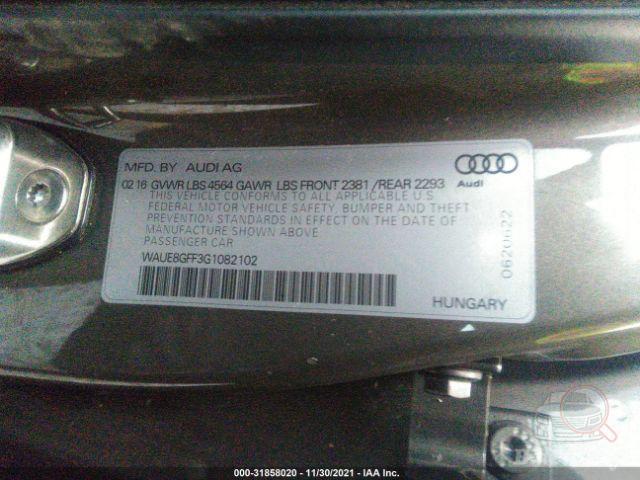 MFD. BY AUDI AG
02 16 GVWR LBS 4564 GAWR LBS FRONT 2381 /REAR 2293
Audi
THIS VEHICLE CONFORMS TO ALL APPLICABLE U.S
FEDERAL MOTOR VEHICLE SAFETY, BUMPER AND THEFT
PREVENTION STANDARDS IN EFFECT ON THE DATE OF
MANUFACTURE SHOWN ABOVE
PASSENGER CAR
WAUE8GFF3G1082102
HUNGARY
000-31858020 - 11/30/2021 - IAA Inc.